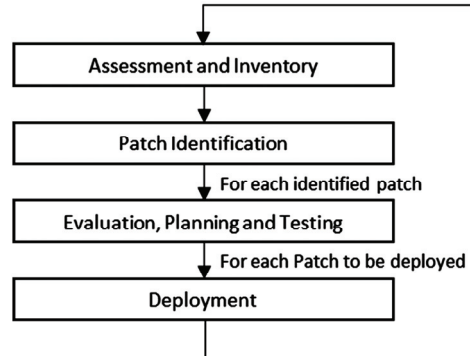 Assessment and Inventory
Patch Identification
For each identified patch
Evaluation, Planning and Testing
For each Patch to be deployed
Deployment